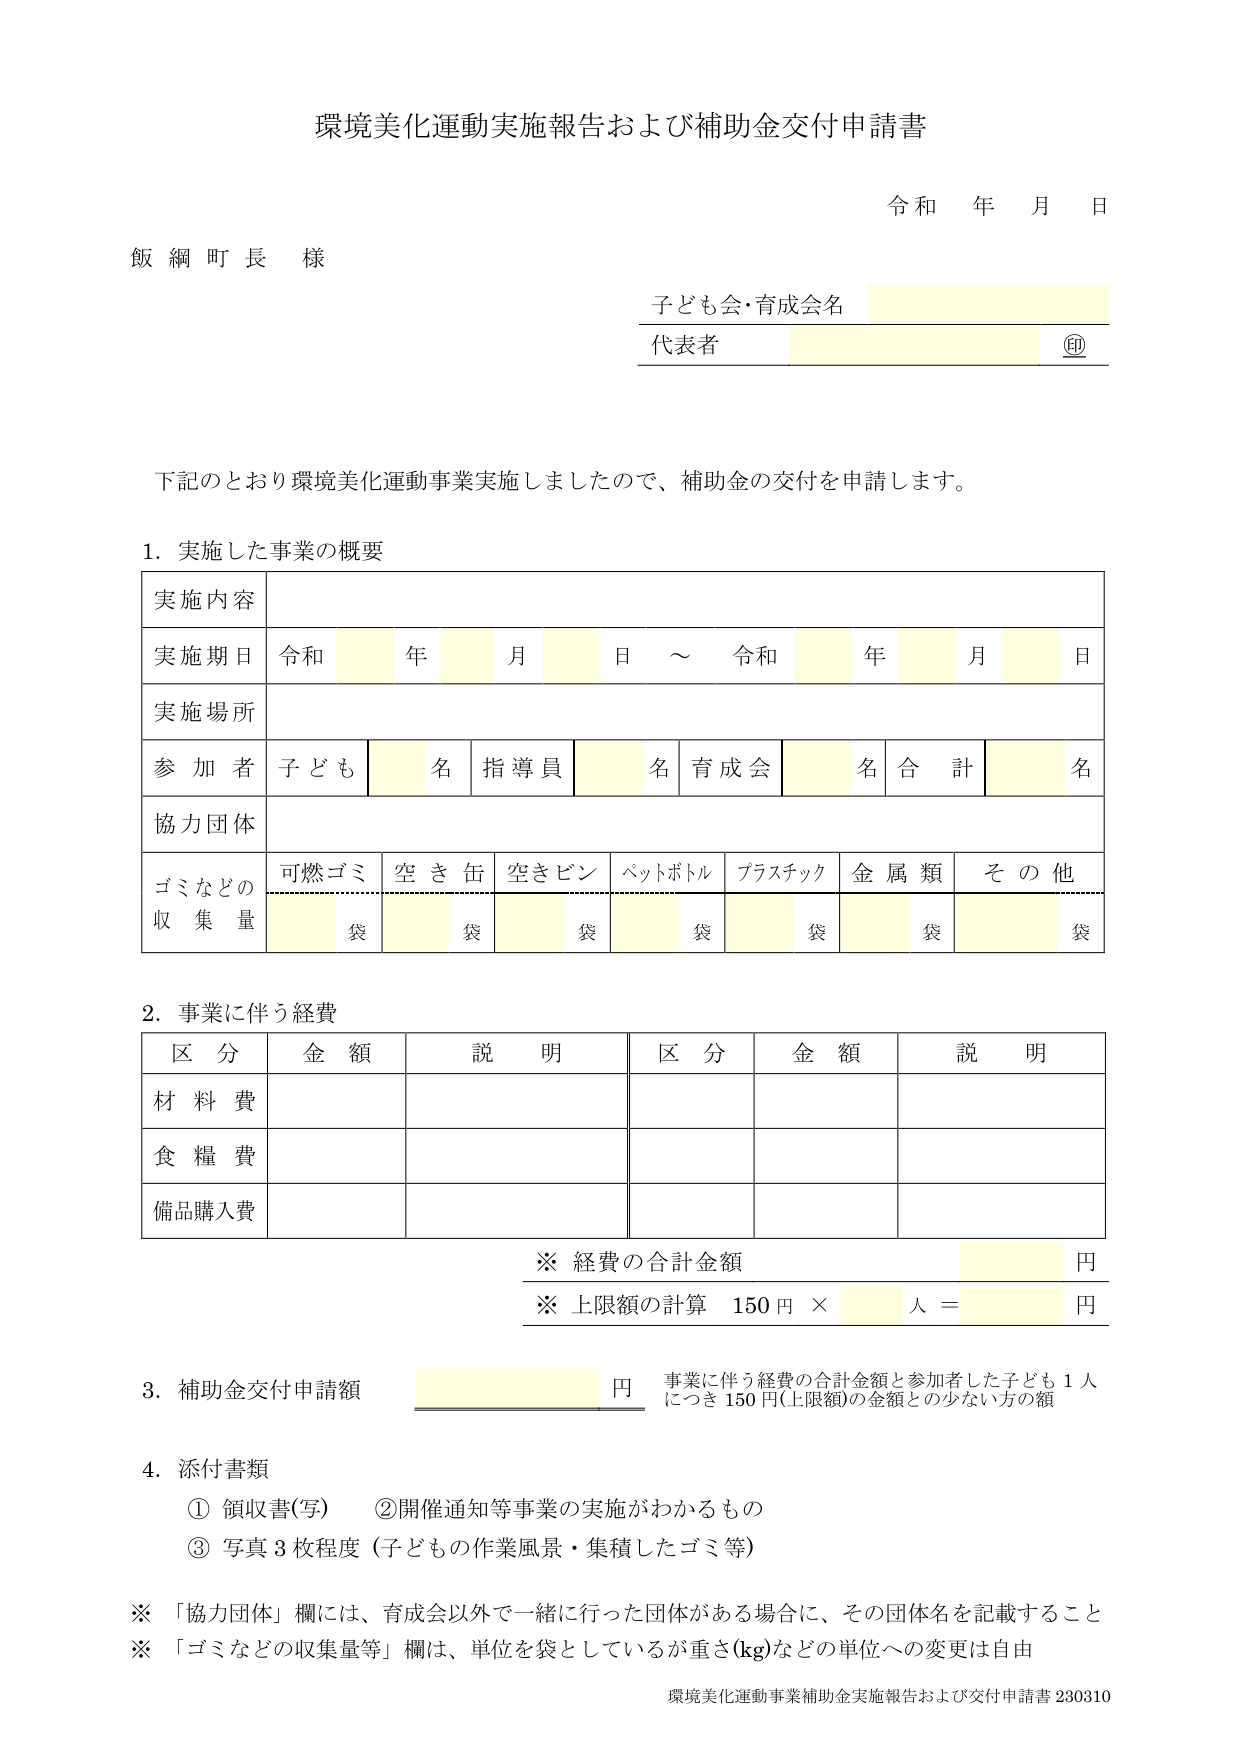 環境美化運動実施報告および補助金交付申請書
令和　年　月　日
飯綱町長　様
子ども会・育成会名
代表者　㊞
下記のとおり環境美化運動事業実施しましたので、補助金の交付を申請します。
1. 実施した事業の概要
実施内容
実施期日　令和　年　月　日　～　令和　年　月　日
実施場所
参加者　子ども　名　指導員　名　育成会　名　合計　名
協力団体
ゴミなどの収集量　可燃ゴミ　空き缶　空きビン　ペットボトル　プラスチック　金属類　その他
袋　袋　袋　袋　袋　袋　袋
2. 事業に伴う経費
区分　金額　説明　区分　金額　説明
材料費
食糧費
備品購入費
※ 経費の合計金額　円
※ 上限額の計算　150円 ×　人 ＝　円
3. 補助金交付申請額　円　事業に伴う経費の合計金額と参加者した子ども 1 人
につき 150 円(上限額)の金額との少ない方の額
4. 添付書類
① 領収書(写)　②開催通知等事業の実施がわかるもの
③ 写真 3 枚程度 (子どもの作業風景・集積したゴミ等)
※ 「協力団体」欄には、育成会以外で一緒に行った団体がある場合に、その団体名を記載すること
※ 「ゴミなどの収集量等」欄は、単位を袋としているが重さ(kg)などの単位への変更は自由
環境美化運動事業補助金実施報告および交付申請書 230310